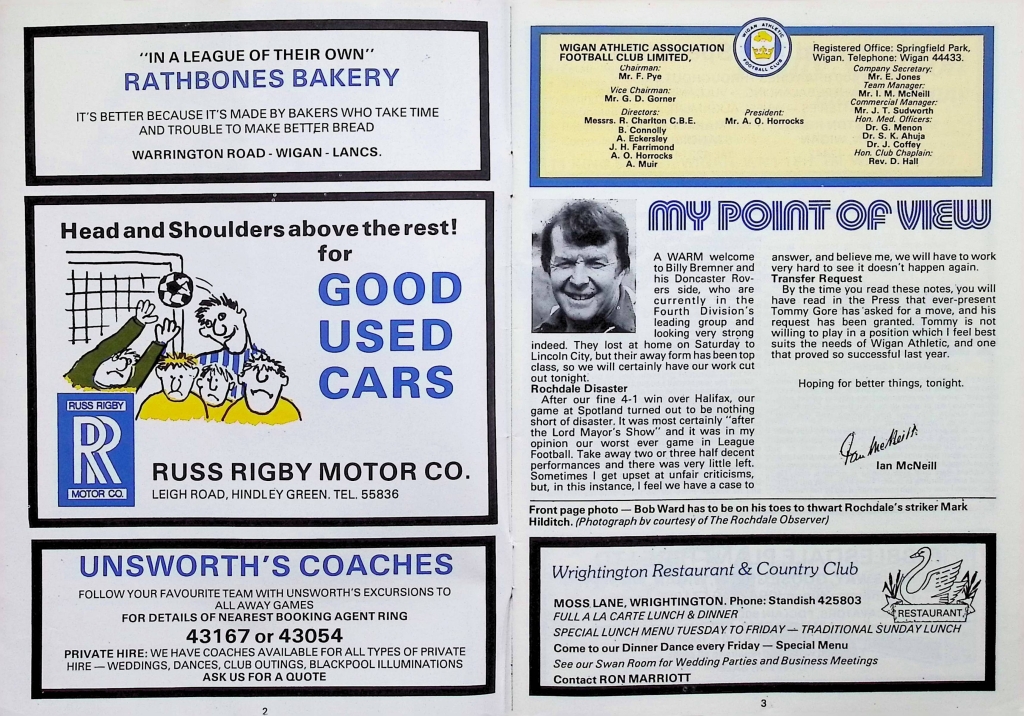 "IN A LEAGUE OF THEIR OWN"
RATHBONES BAKERY
IT'S BETTER BECAUSE IT'S MADE BY BAKERS WHO TAKE TIME
AND TROUBLE TO MAKE BETTER BREAD
WARRINGTON ROAD - WIGAN - LANCS.
Head and Shoulders above the rest!
for
GOOD
USED
CARS
RUSS RIGBY
RR
MOTOR CO.
RUSS RIGBY MOTOR CO.
LEIGH ROAD, HINDLEY GREEN. TEL. 55836
UNSWORTH'S COACHES
FOLLOW YOUR FAVOURITE TEAM WITH UNSWORTH'S EXCURSIONS TO
ALL AWAY GAMES
FOR DETAILS OF NEAREST BOOKING AGENT RING
43167 or 43054
PRIVATE HIRE: WE HAVE COACHES AVAILABLE FOR ALL TYPES OF PRIVATE
HIRE — WEDDINGS, DANCES, CLUB OUTINGS, BLACKPOOL ILLUMINATIONS
ASK US FOR A QUOTE
2
WIGAN ATHLETIC ASSOCIATION
FOOTBALL CLUB LIMITED,
Chairman:
Mr. F. Pye
Vice Chairman:
Mr. G. D. Gorner
Directors:
Messrs. R. Charlton C.B.E.
B. Connolly
A. Eckersley
J. H. Farrimond
A. O. Horrocks
A. Muir
WIGAN ATHLETIC
FOOTBALL CLUB
President:
Mr. A. O. Horrocks
Registered Office: Springfield Park,
Wigan. Telephone: Wigan 44433.
Company Secretary:
Mr. E. Jones
Team Manager:
Mr. I. M. McNeill
Commercial Manager:
Mr. J. T. Sudworth
Hon. Med. Officers:
Dr. G. Menon
Dr. S. K. Ahuja
Dr. J. Coffey
Hon. Club Chaplain:
Rev. D. Hall
MY POINT OF VIEW
A WARM welcome
to Billy Bremner and
his Doncaster Rov-
ers side, who are
currently in the
Fourth Division's
leading group and
looking very strong
indeed. They lost at home on Saturday to
Lincoln City, but their away form has been top
class, so we will certainly have our work cut
out tonight.
Rochdale Disaster
After our fine 4-1 win over Halifax, our
game at Spotland turned out to be nothing
short of disaster. It was most certainly "after
the Lord Mayor's Show" and it was in my
opinion our worst ever game in League
Football. Take away two or three half decent
performances and there was very little left.
Sometimes I get upset at unfair criticisms,
but, in this instance, I feel we have a case to
answer, and believe me, we will have to work
very hard to see it doesn't happen again.
Transfer Request
By the time you read these notes, you will
have read in the Press that ever-present
Tommy Gore has asked for a move, and his
request has been granted. Tommy is not
willing to play in a position which I feel best
suits the needs of Wigan Athletic, and one
that proved so successful last year.
Hoping for better things, tonight.
Ian McNeill
Ian McNeill
Front page photo — Bob Ward has to be on his toes to thwart Rochdale's striker Mark
Hilditch. (Photograph by courtesy of The Rochdale Observer)
Wrightington Restaurant & Country Club
RESTAURANT
MOSS LANE, WRIGHTINGTON. Phone: Standish 425803
FULL A LA CARTE LUNCH & DINNER
SPECIAL LUNCH MENU TUESDAY TO FRIDAY — TRADITIONAL SUNDAY LUNCH
Come to our Dinner Dance every Friday — Special Menu
See our Swan Room for Wedding Parties and Business Meetings
Contact RON MARRIOTT
3